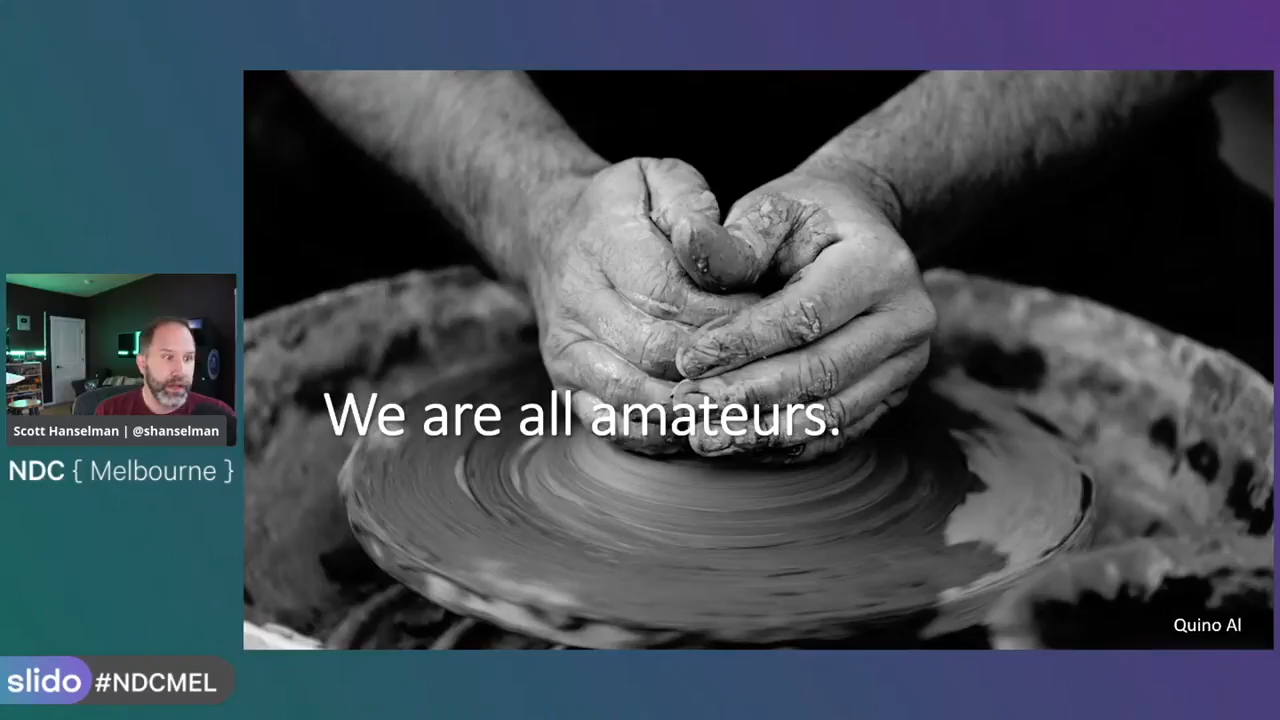 We are all amateurs.
Quino Al
Scott Hanselman | @shanselman
NDC { Melbourne }
slido #NDCMEL